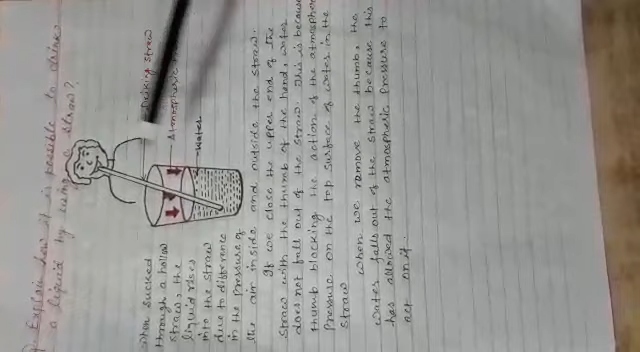 Explain how it is possible to drink
a liquid by using a straw?
Drinking straw
Atmospheric
Water
When sucked
through a hollow
straw, the
liquid rises
into the straw
due to difference
in the pressure of
the air inside and outside the straw.
If we close the upper end of the
straw with the thumb of the hand, water
does not fall out of the straw. This is because
thumb blocking the action of the atmospheric
pressure on the top surface of water in the
straw
When we remove the thumb, the
water falls out of the straw because this
has allowed the atmospheric pressure to
act on it.